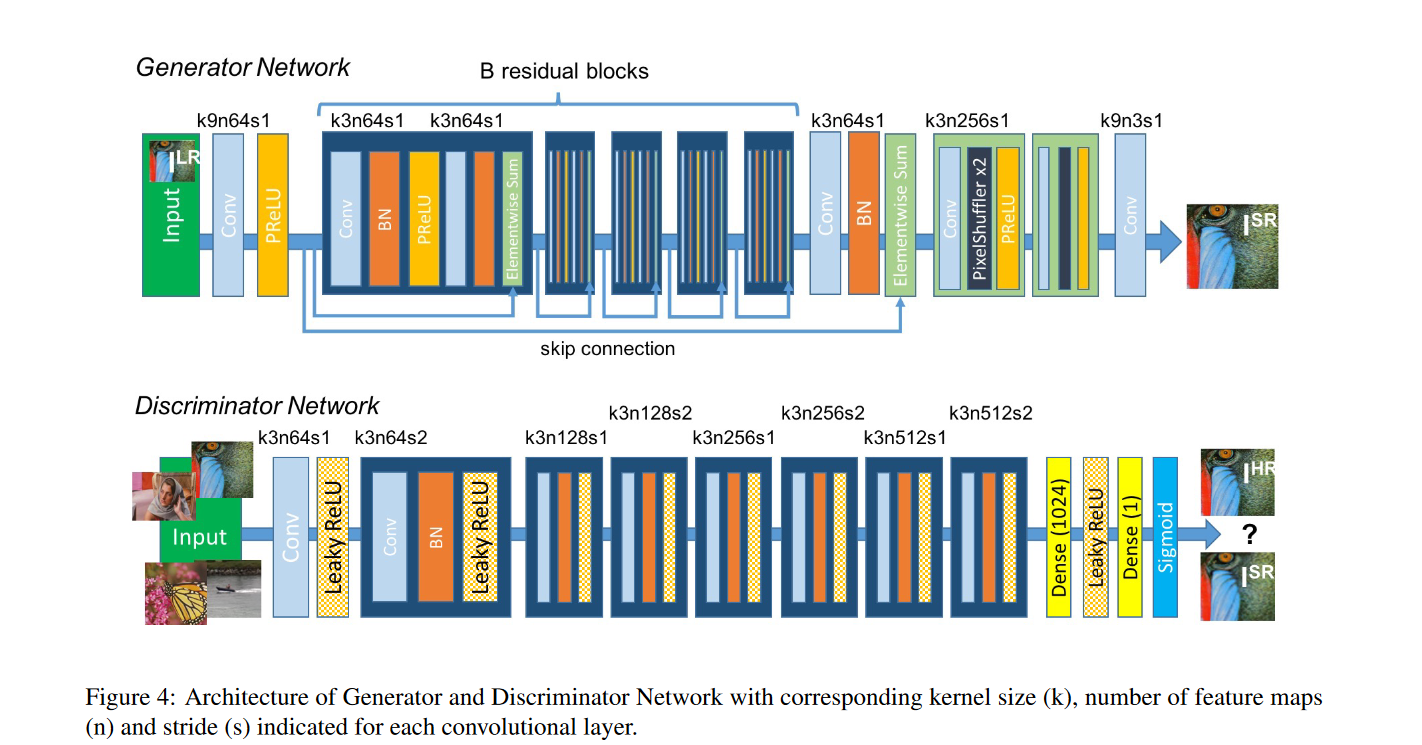 Generator Network
B residual blocks
k9n64s1 k3n64s1 k3n64s1 k3n64s1 k3n256s1 k9n3s1
I LR
Input
Conv
PReLU
Conv
BN
PReLU
Elementwise Sum
Conv
BN
Elementwise Sum
Conv
PixelShuffler x2
PReLU
Conv
I SR
skip connection
Discriminator Network
k3n128s2 k3n256s2 k3n512s2
k3n64s1 k3n64s2 k3n128s1 k3n256s1 k3n512s1
Input
Conv
Leaky ReLU
Conv
BN
Leaky ReLU
Dense (1024)
Leaky ReLU
Dense (1)
Sigmoid
I HR
?
I SR
Figure 4: Architecture of Generator and Discriminator Network with corresponding kernel size (k), number of feature maps
(n) and stride (s) indicated for each convolutional layer.